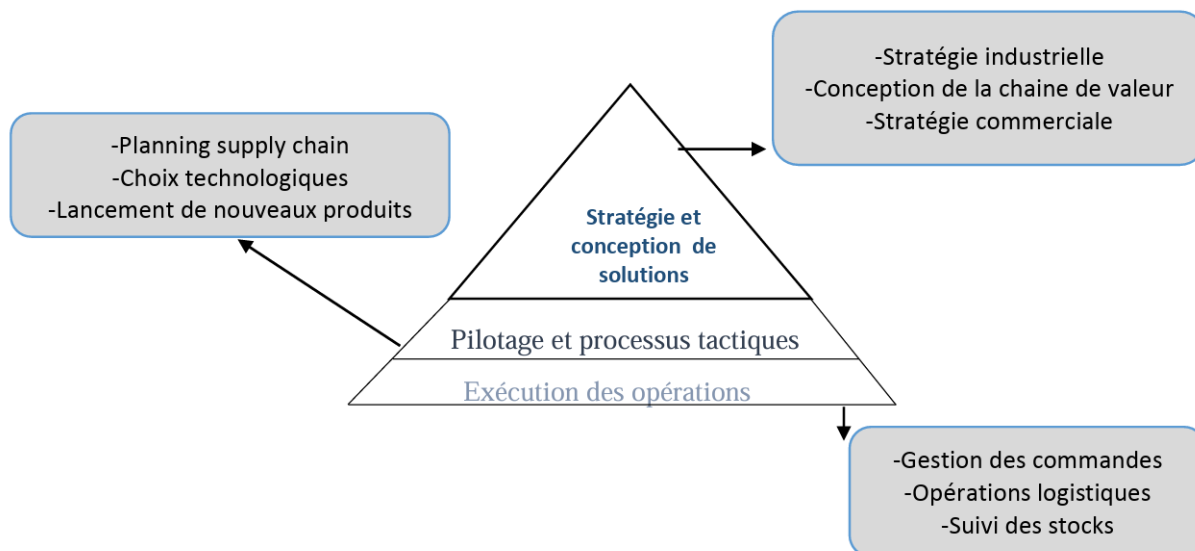 -Stratégie industrielle
-Conception de la chaine de valeur
-Stratégie commerciale
-Planning supply chain
-Choix technologiques
-Lancement de nouveaux produits
Stratégie et
conception de
solutions
Pilotage et processus tactiques
Exécution des opérations
-Gestion des commandes
-Opérations logistiques
-Suivi des stocks